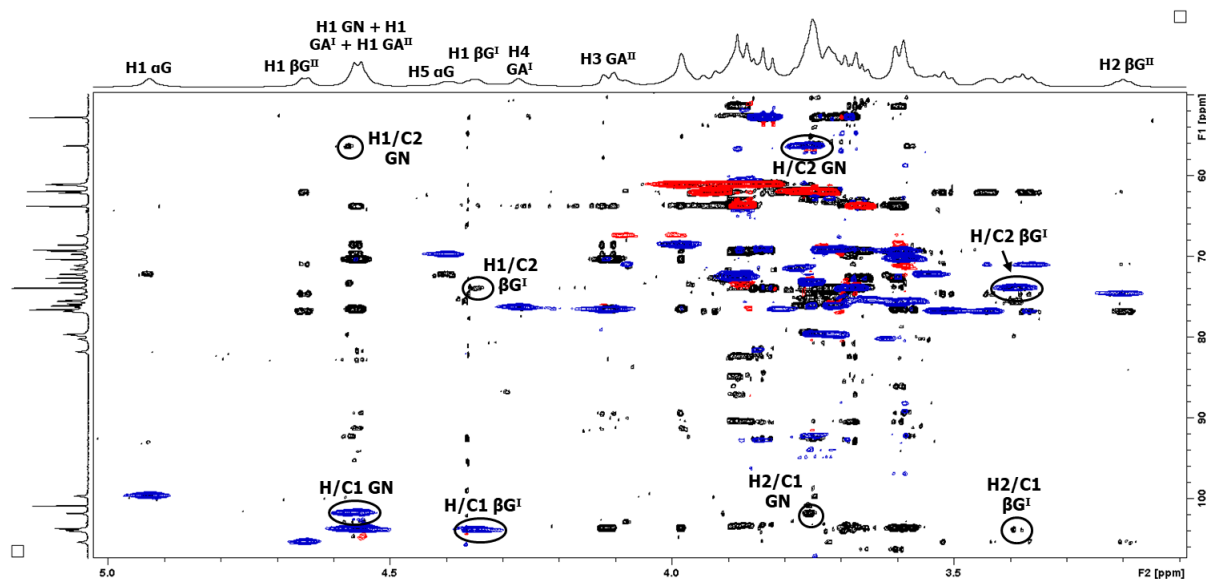 H1 GN + H1
GAᴵ + H1 GAᴵᴵ
H1 αG
H1 βGᴵᴵ
H5 αG
H1 βGᴵ
H4
GAᴵ
H3 GAᴵᴵ
H2 βGᴵᴵ
F1 [ppm]
H1/C2
GN
H/C2 GN
60
70
H1/C2
βGᴵ
H/C2 βGᴵ
80
90
H/C1 GN
H/C1 βGᴵ
H2/C1
GN
H2/C1
βGᴵ
100
5.0
4.5
4.0
3.5
F2 [ppm]